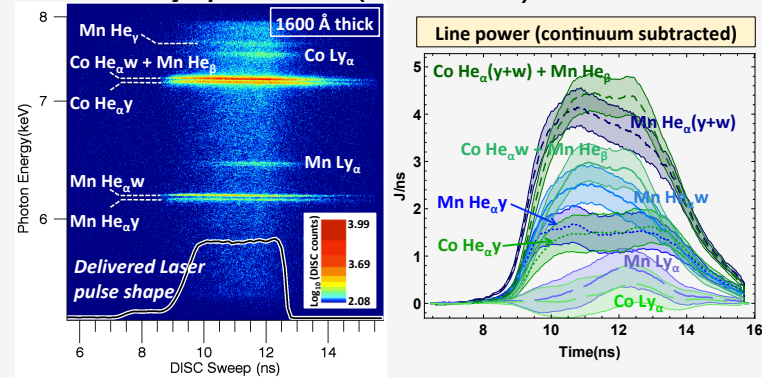 8
7
6
Photon Energy(keV)
1600 Å thick
Mn Heγ
Co Lyα
Co Heαw + Mn Heβ
Co Heαy
Mn Lyα
Mn Heαw
Mn Heαy
Delivered Laser
pulse shape
Log10 (DISC counts)
3.99
3.69
2.08
6 8 10 12 14
DISC Sweep (ns)
Line power (continuum subtracted)
5
4
3
2
1
0
J/ns
Co Heα(y+w) + Mn Heβ
Mn Heα(y+w)
Co Heαw + Mn Heβ
Mn Heαw
Mn Heαy
Co Heαy
Mn Lyα
Co Lyα
8 10 12 14 16
Time(ns)